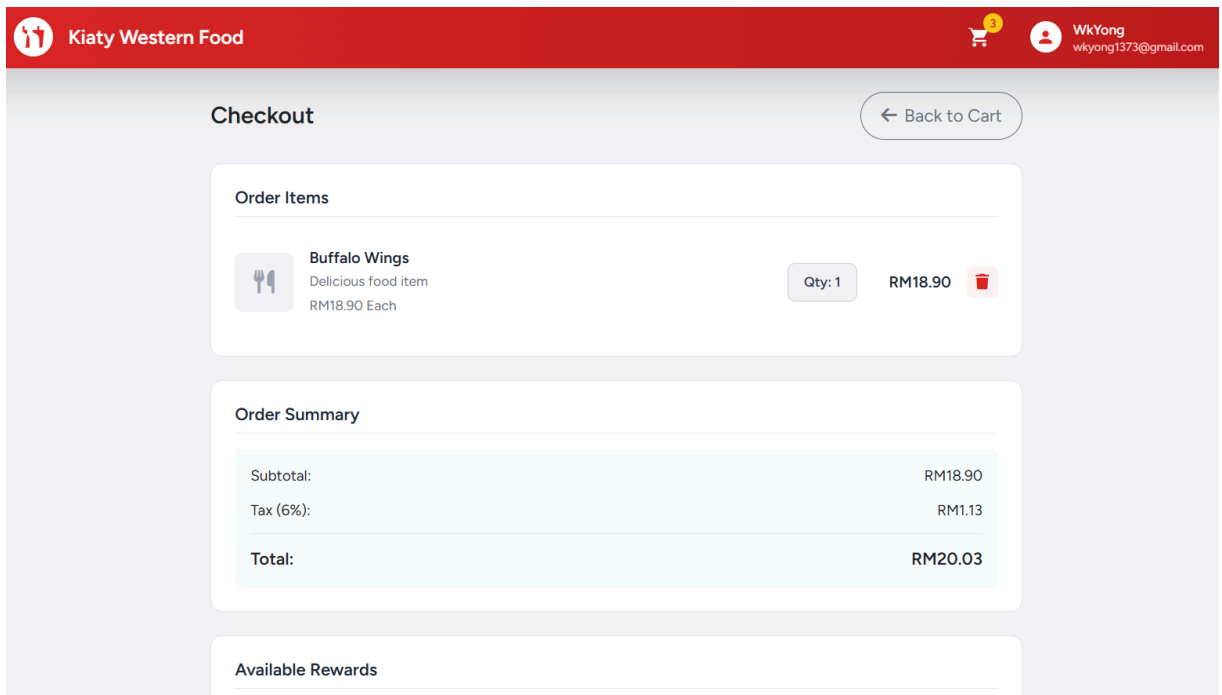 Kiaty Western Food
3
WkYong
wkyong1373@gmail.com
Checkout
Back to Cart
Order Items
Buffalo Wings
Delicious food item
RM18.90 Each
Qty: 1
RM18.90
Order Summary
Subtotal: RM18.90
Tax (6%): RM1.13
Total: RM20.03
Available Rewards